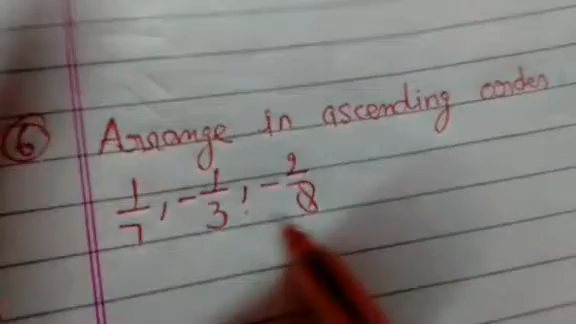 6 Arrange in ascending order
1/7, -1/3, -2/8